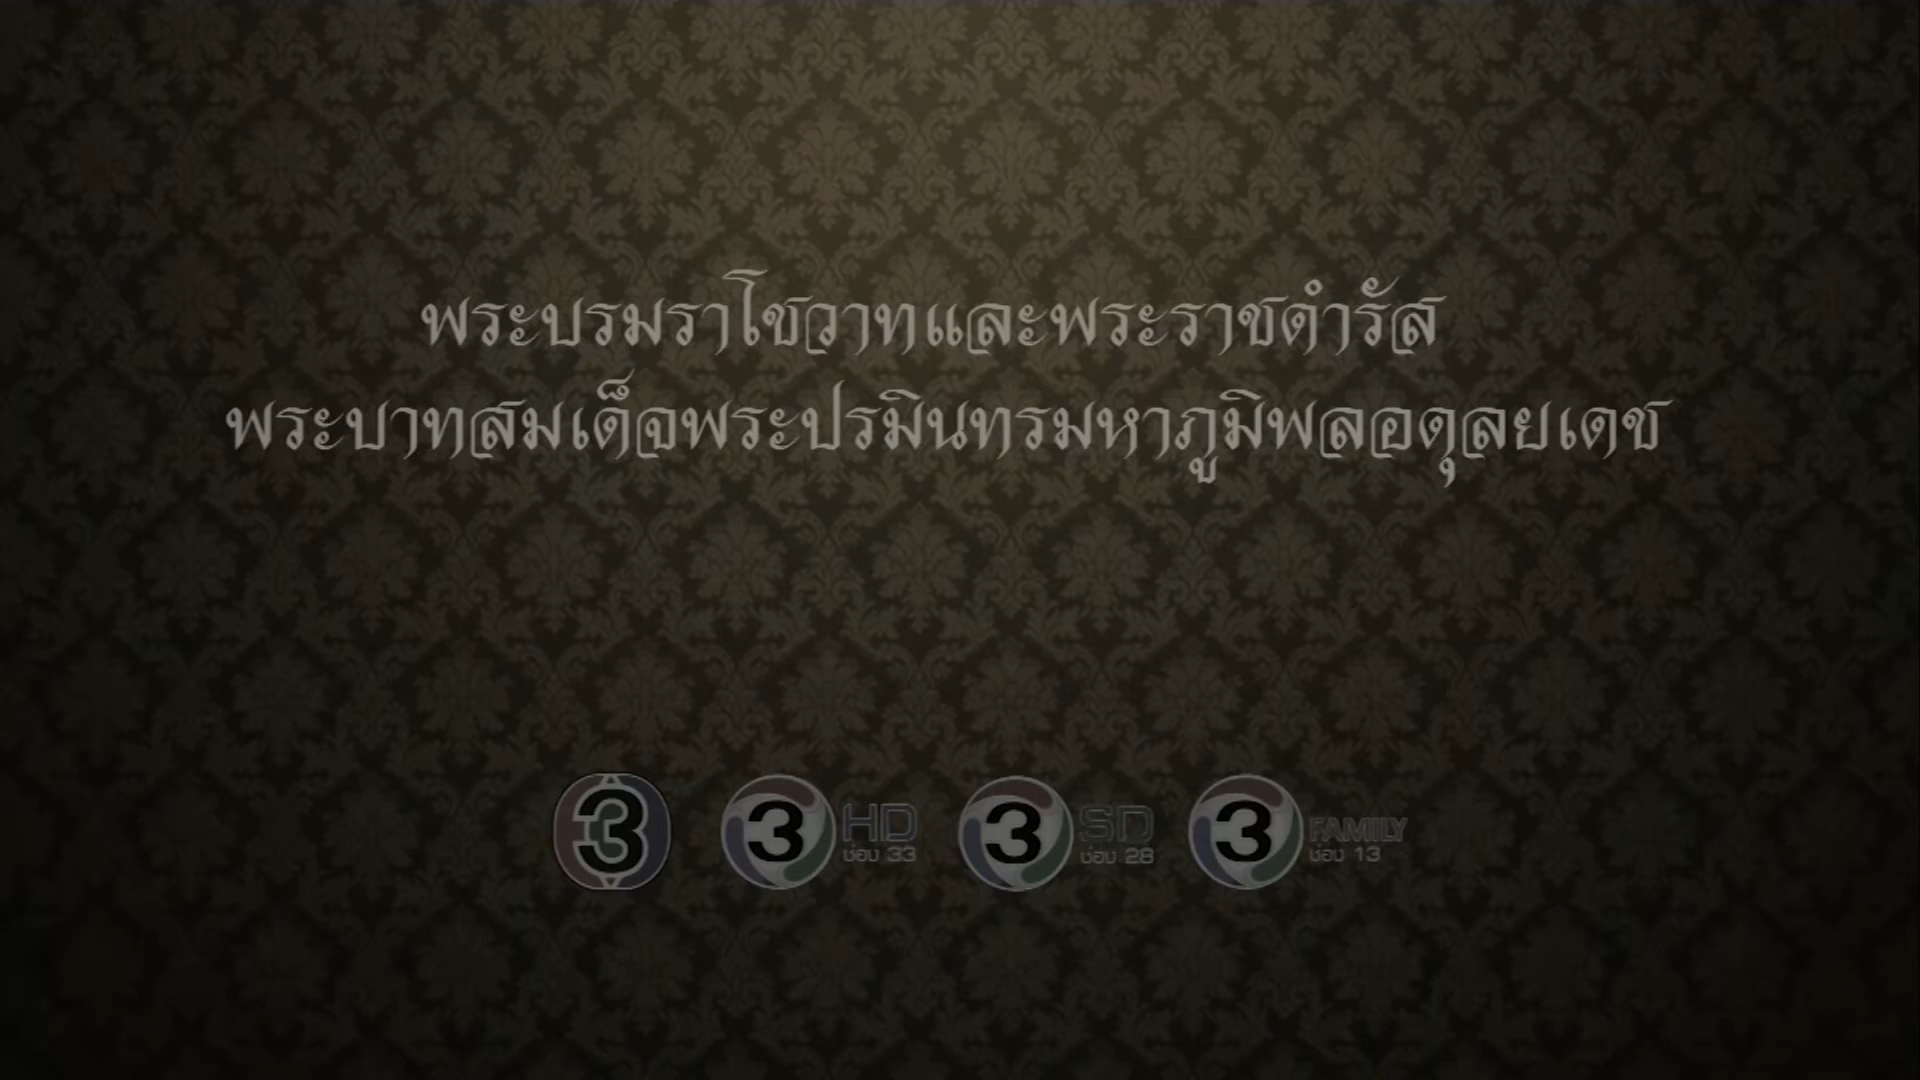 พระบรมราโชวาทและพระราชดำรัส
พระบาทสมเด็จพระปรมินทรมหาภูมิพลอดุลยเดช
3
3 HD ช่อง 33
3 SD ช่อง 28
3 FAMILY ช่อง 13